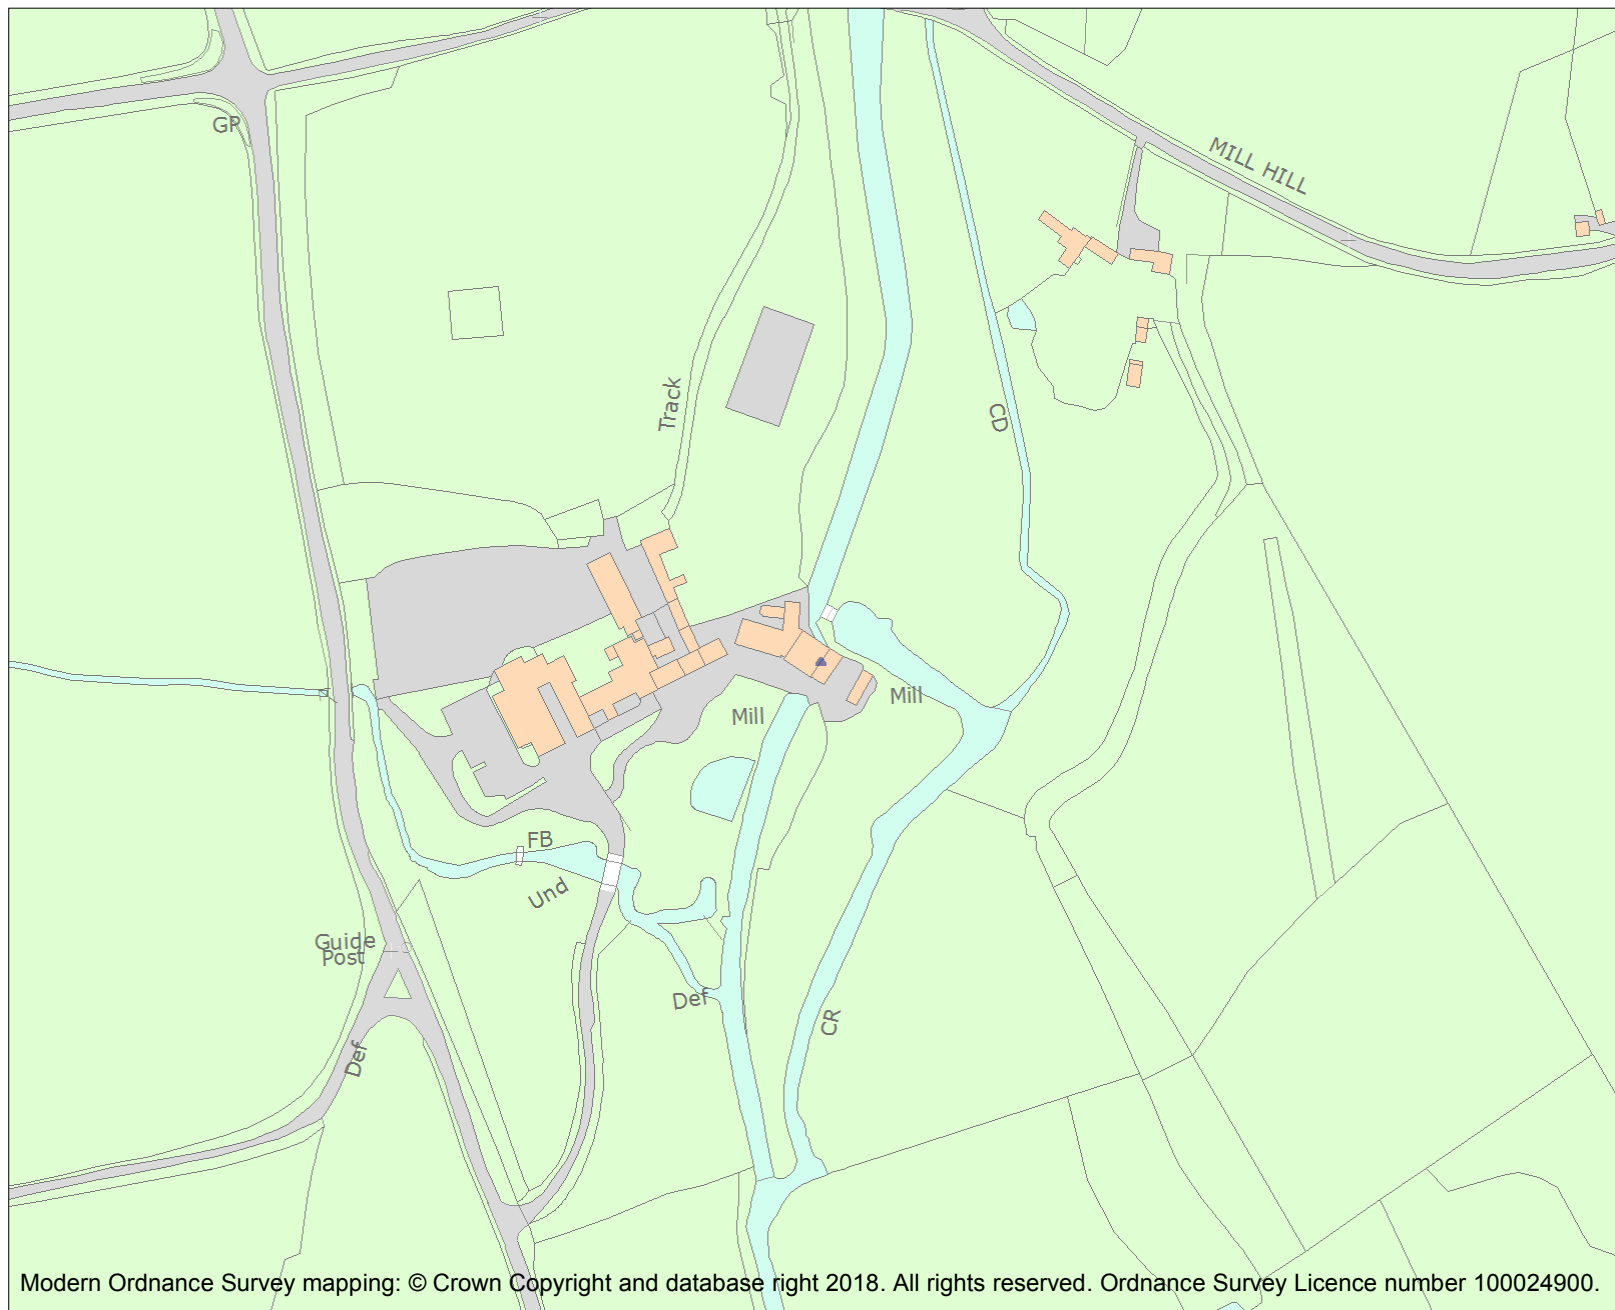 GP
MILL HILL
Track
CD
Mill
Mill
FB
Und
Guide
Post
Def
CR
Def
Modern Ordnance Survey mapping: © Crown Copyright and database right 2018. All rights reserved. Ordnance Survey Licence number 100024900.